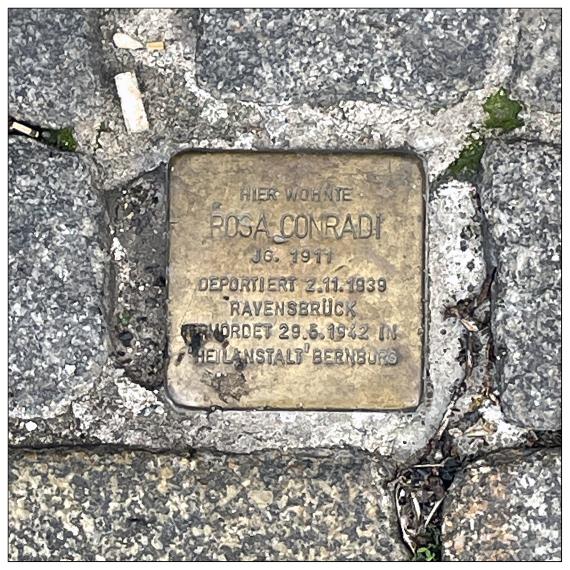 HIER WOHNTE
ROSA CONRADI
JG. 1911
DEPORTIERT 2.11.1939
RAVENSBRÜCK
ERMORDET 29.5.1942 IN
'HEILANSTALT' BERNBURG